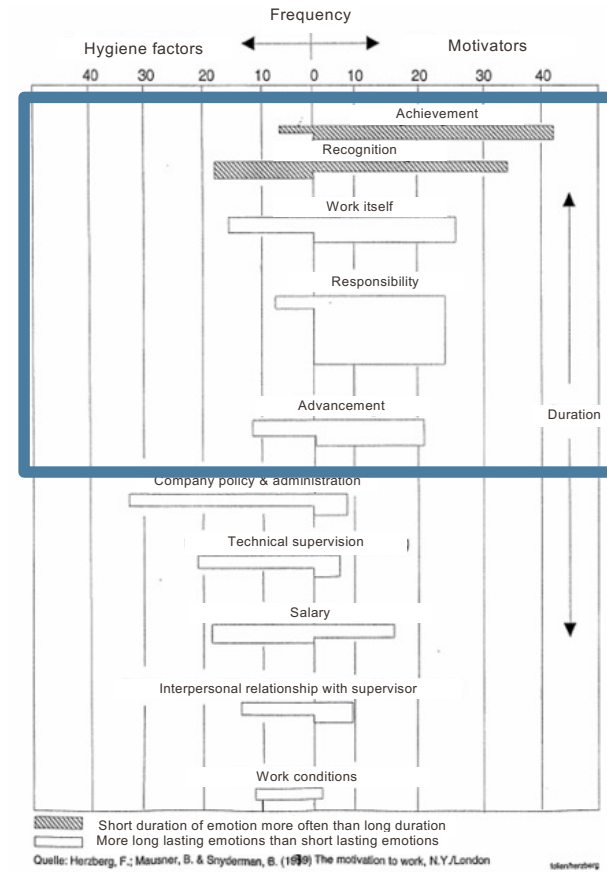 Frequency
Hygiene factors
Motivators
40 30 20 10 0 10 20 30 40
Achievement
Recognition
Work itself
Responsibility
Advancement
Duration
Company policy & administration
Technical supervision
Salary
Interpersonal relationship with supervisor
Work conditions
Short duration of emotion more often than long duration
More long lasting emotions than short lasting emotions
Quelle: Herzberg, F.; Mausner, B. & Snyderman, B. The motivation to work, N.Y./London
folien/herzberg